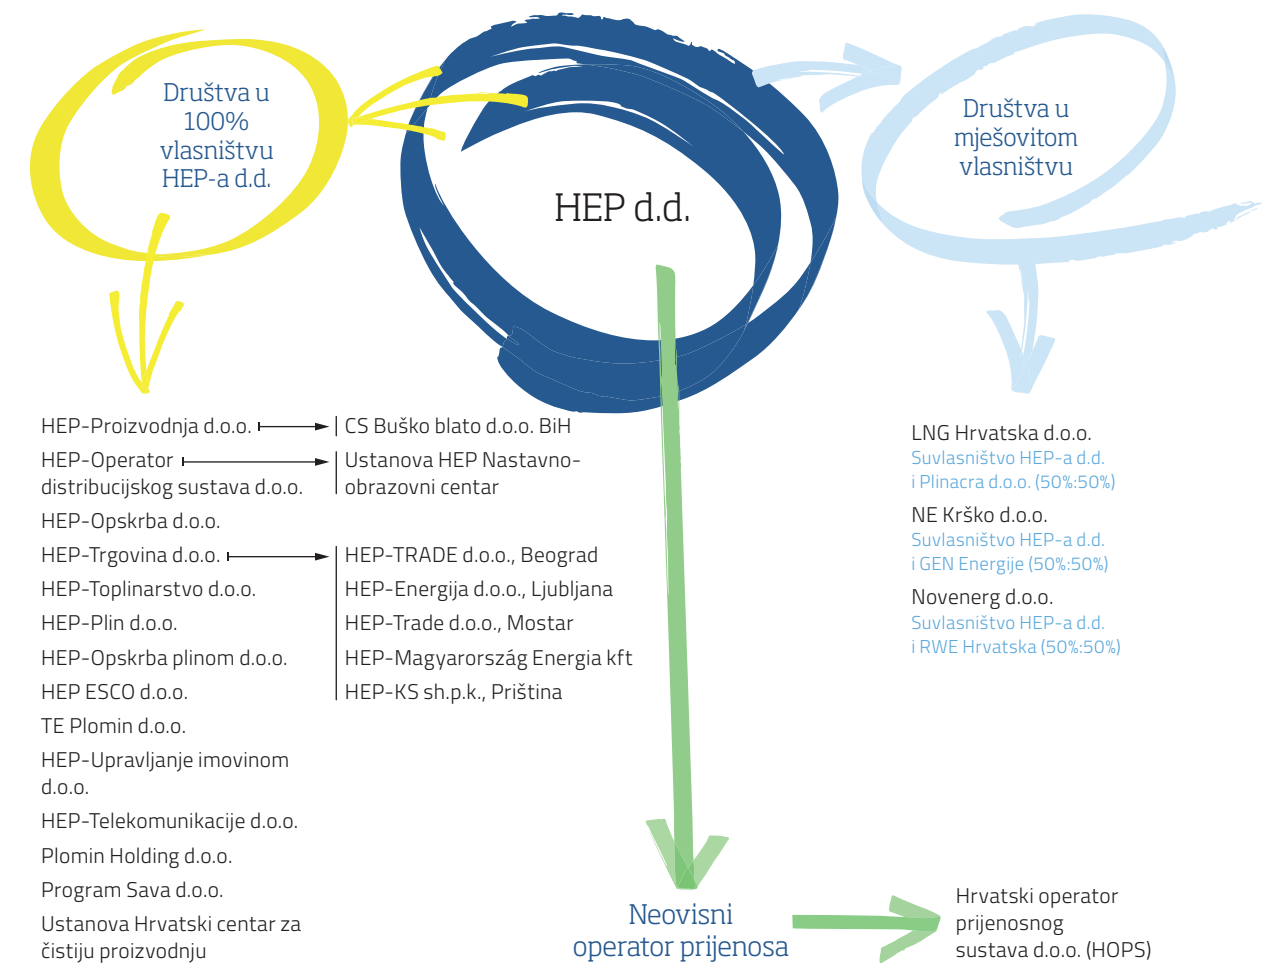 Društva u
100%
vlasništvu
HEP-a d.d.
HEP d.d.
Društva u
mješovitom
vlasništvu
HEP-Proizvodnja d.o.o.
HEP-Operator
distribucijskog sustava d.o.o.
HEP-Opskrba d.o.o.
HEP-Trgovina d.o.o.
HEP-Toplinarstvo d.o.o.
HEP-Plin d.o.o.
HEP-Opskrba plinom d.o.o.
HEP ESCO d.o.o.
TE Plomin d.o.o.
HEP-Upravljanje imovinom
d.o.o.
HEP-Telekomunikacije d.o.o.
Plomin Holding d.o.o.
Program Sava d.o.o.
Ustanova Hrvatski centar za
čistiju proizvodnju
CS Buško blato d.o.o. BiH
Ustanova HEP Nastavno-
obrazovni centar
HEP-TRADE d.o.o., Beograd
HEP-Energija d.o.o., Ljubljana
HEP-Trade d.o.o., Mostar
HEP-Magyarország Energia kft
HEP-KS sh.p.k., Priština
LNG Hrvatska d.o.o.
Suvlasništvo HEP-a d.d.
i Plinacra d.o.o. (50%:50%)
NE Krško d.o.o.
Suvlasništvo HEP-a d.d.
i GEN Energije (50%:50%)
Novenerg d.o.o.
Suvlasništvo HEP-a d.d.
i RWE Hrvatska (50%:50%)
Neovisni
operator prijenosa
Hrvatski operator
prijenosnog
sustava d.o.o. (HOPS)